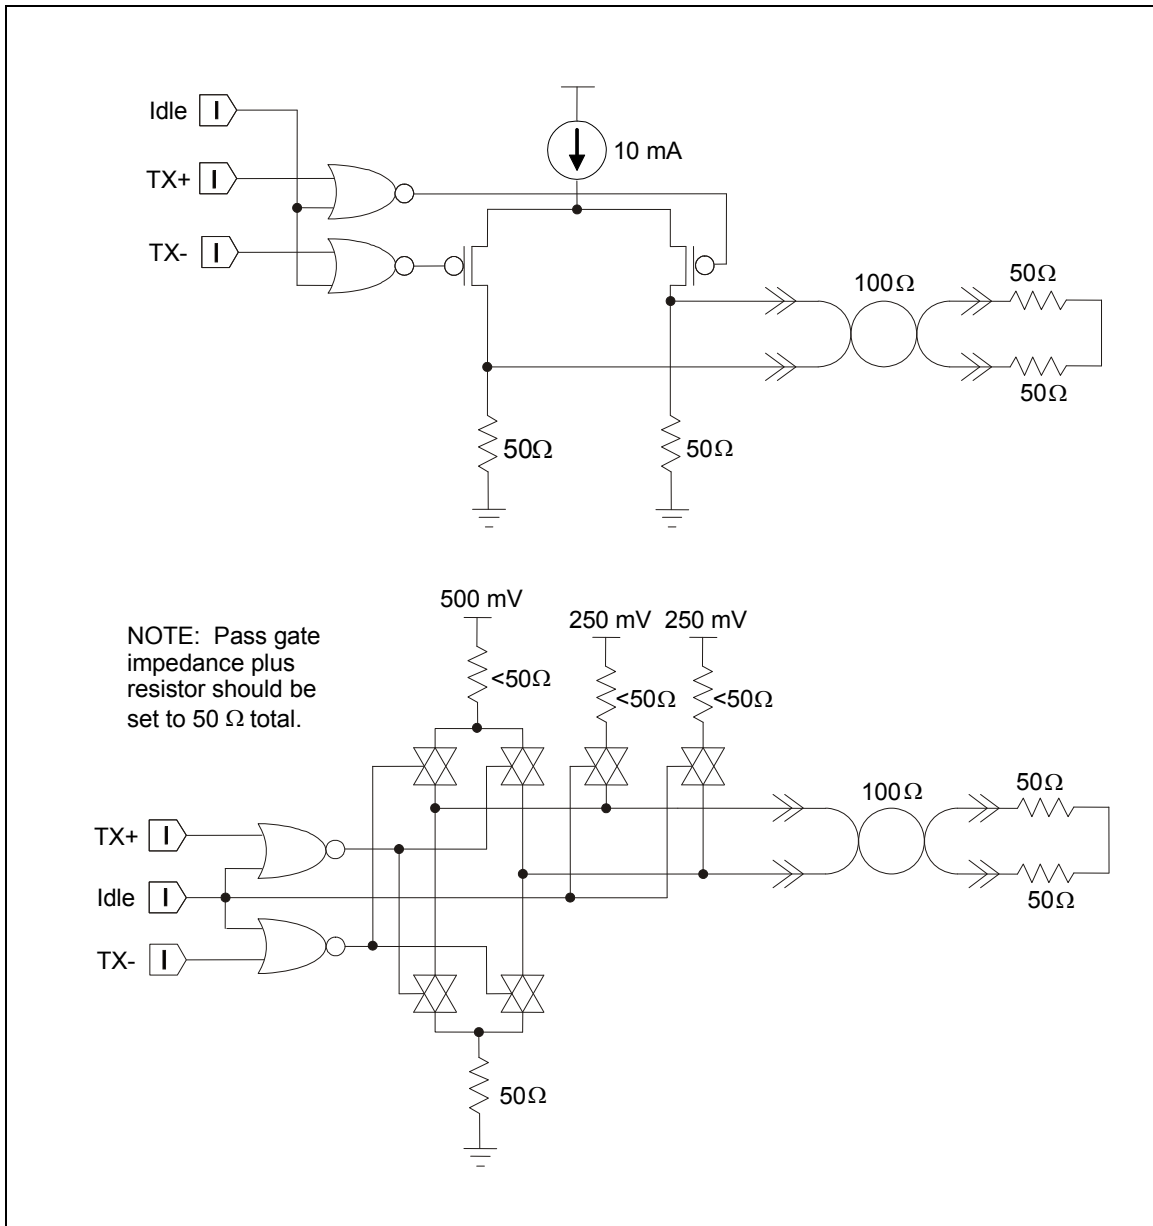 Idle I
10 mA
TX+ I
TX- I
100Ω
50Ω
50Ω
50Ω
50Ω
500 mV
250 mV 250 mV
NOTE: Pass gate
impedance plus
resistor should be
set to 50 Ω total.
<50Ω
<50Ω
<50Ω
100Ω
50Ω
TX+ I
Idle I
50Ω
TX- I
50Ω